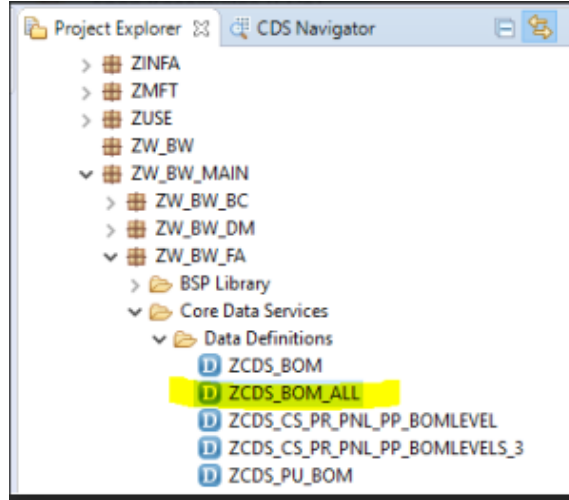 Project Explorer CDS Navigator
ZINFA
ZMFT
ZUSE
ZW_BW
ZW_BW_MAIN
ZW_BW_BC
ZW_BW_DM
ZW_BW_FA
BSP Library
Core Data Services
Data Definitions
D ZCDS_BOM
D ZCDS_BOM_ALL
D ZCDS_CS_PR_PNL_PP_BOMLEVEL
D ZCDS_CS_PR_PNL_PP_BOMLEVELS_3
D ZCDS_PU_BOM